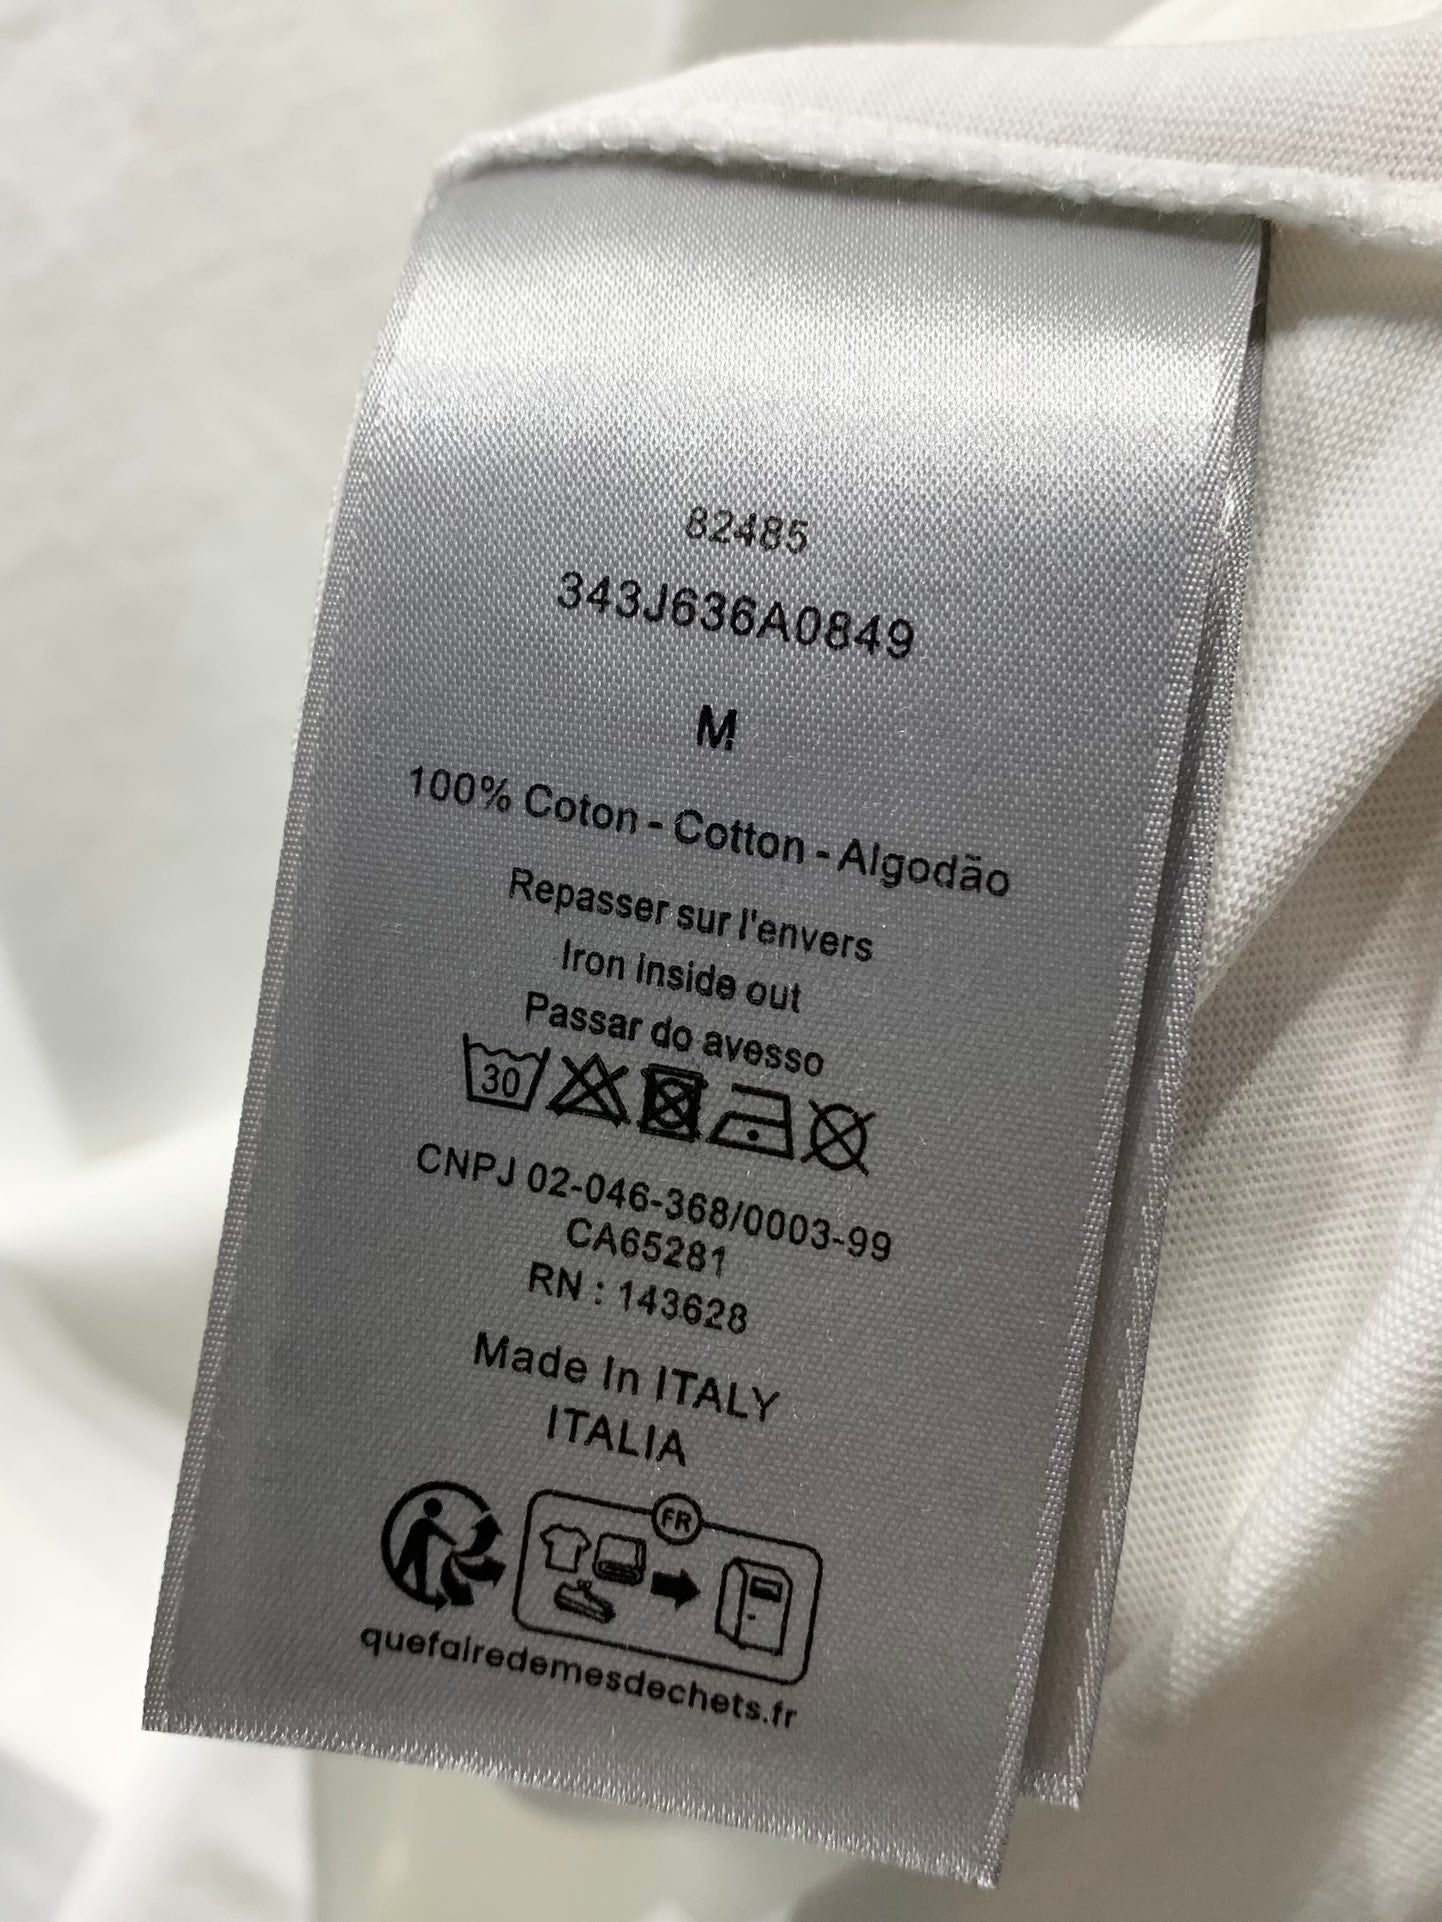 82485
343J636A0849
M
100% Coton - Cotton - Algodão
Repasser sur l'envers
Iron inside out
Passar do avesso
30
CNPJ 02-046-368/0003-99
CA65281
RN : 143628
Made In ITALY
ITALIA
FR
quefairedemesdechets.fr